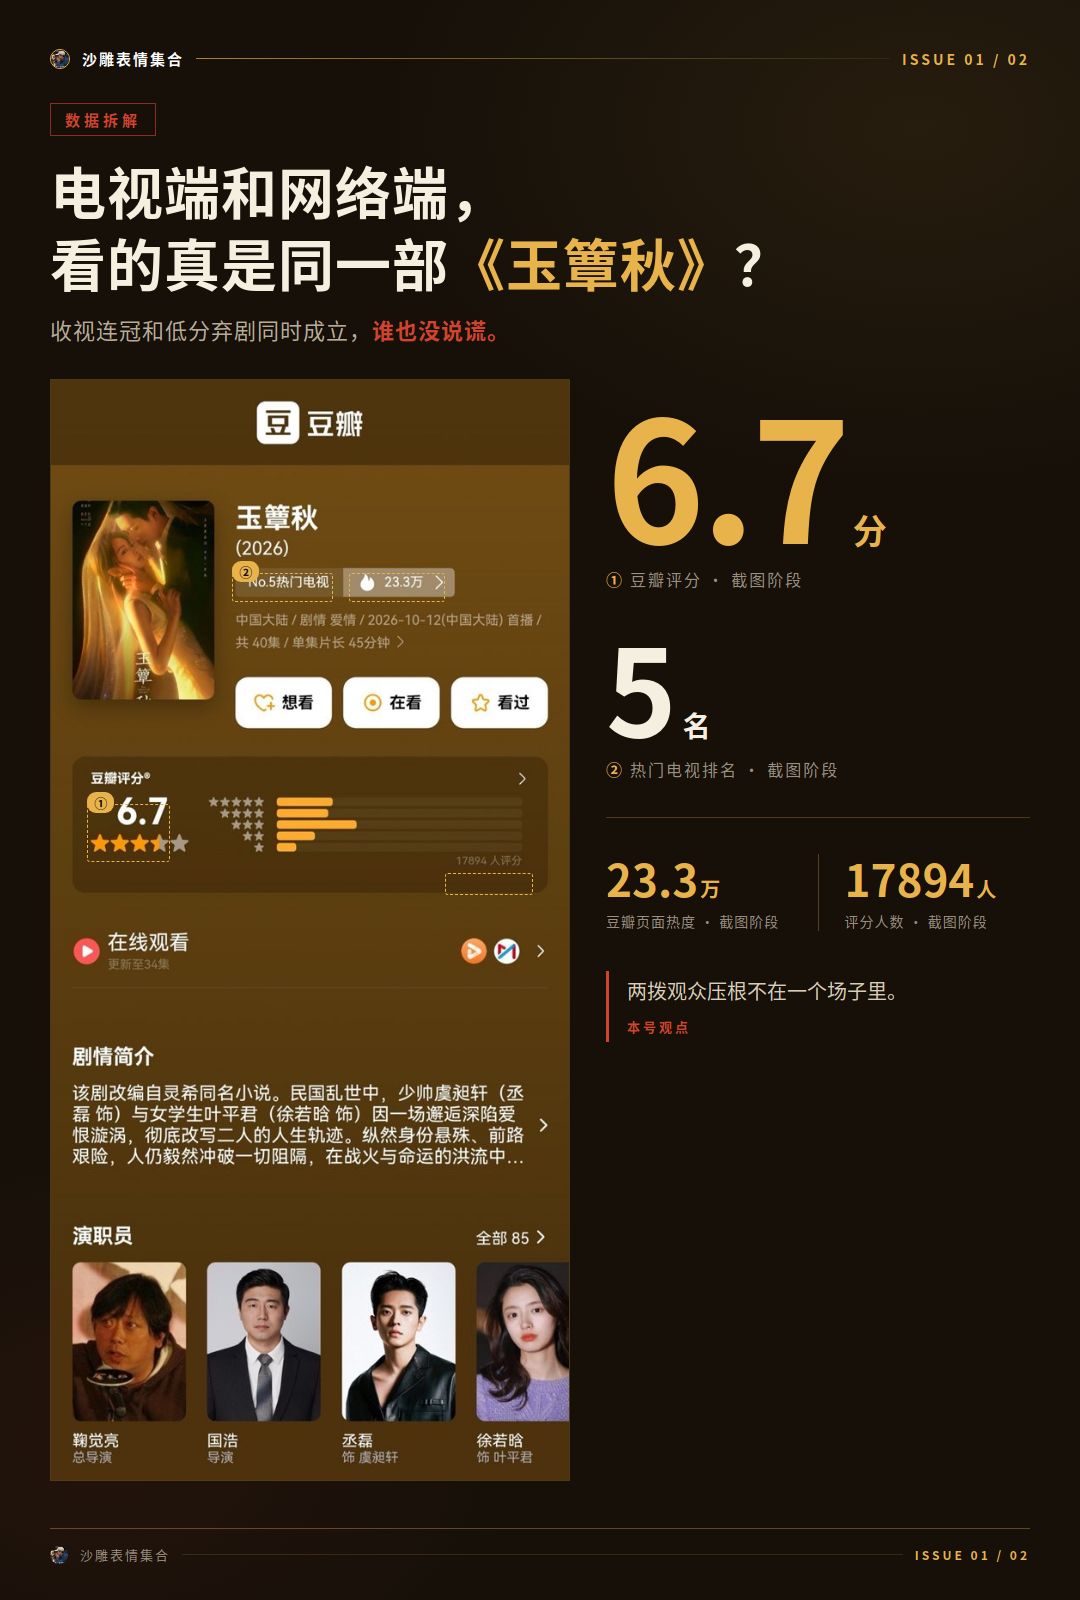 沙雕表情集合
ISSUE 01 / 02
数据拆解
电视端和网络端，
看的真是同一部《玉簟秋》？
收视连冠和低分弃剧同时成立，谁也没说谎。
豆 豆瓣
玉簟秋
(2026)
②
No.5热门电视
23.3万
中国大陆 / 剧情 爱情 / 2026-10-12(中国大陆) 首播 /
共 40集 / 单集片长 45分钟
想看
在看
看过
玉簟秋
豆瓣评分®
①
6.7
17894 人评分
在线观看
更新至34集
剧情简介
该剧改编自灵希同名小说。民国乱世中，少帅虞昶轩（丞
磊 饰）与女学生叶平君（徐若晗 饰）因一场邂逅深陷爱
恨漩涡，彻底改写二人的人生轨迹。纵然身份悬殊、前路
艰险，人仍毅然冲破一切阻隔，在战火与命运的洪流中...
演职员
全部 85
鞠觉亮
总导演
国浩
导演
丞磊
饰 虞昶轩
徐若晗
饰 叶平君
6.7分
① 豆瓣评分 · 截图阶段
5名
② 热门电视排名 · 截图阶段
23.3万
豆瓣页面热度 · 截图阶段
17894人
评分人数 · 截图阶段
两拨观众压根不在一个场子里。
本号观点
沙雕表情集合
ISSUE 01 / 02